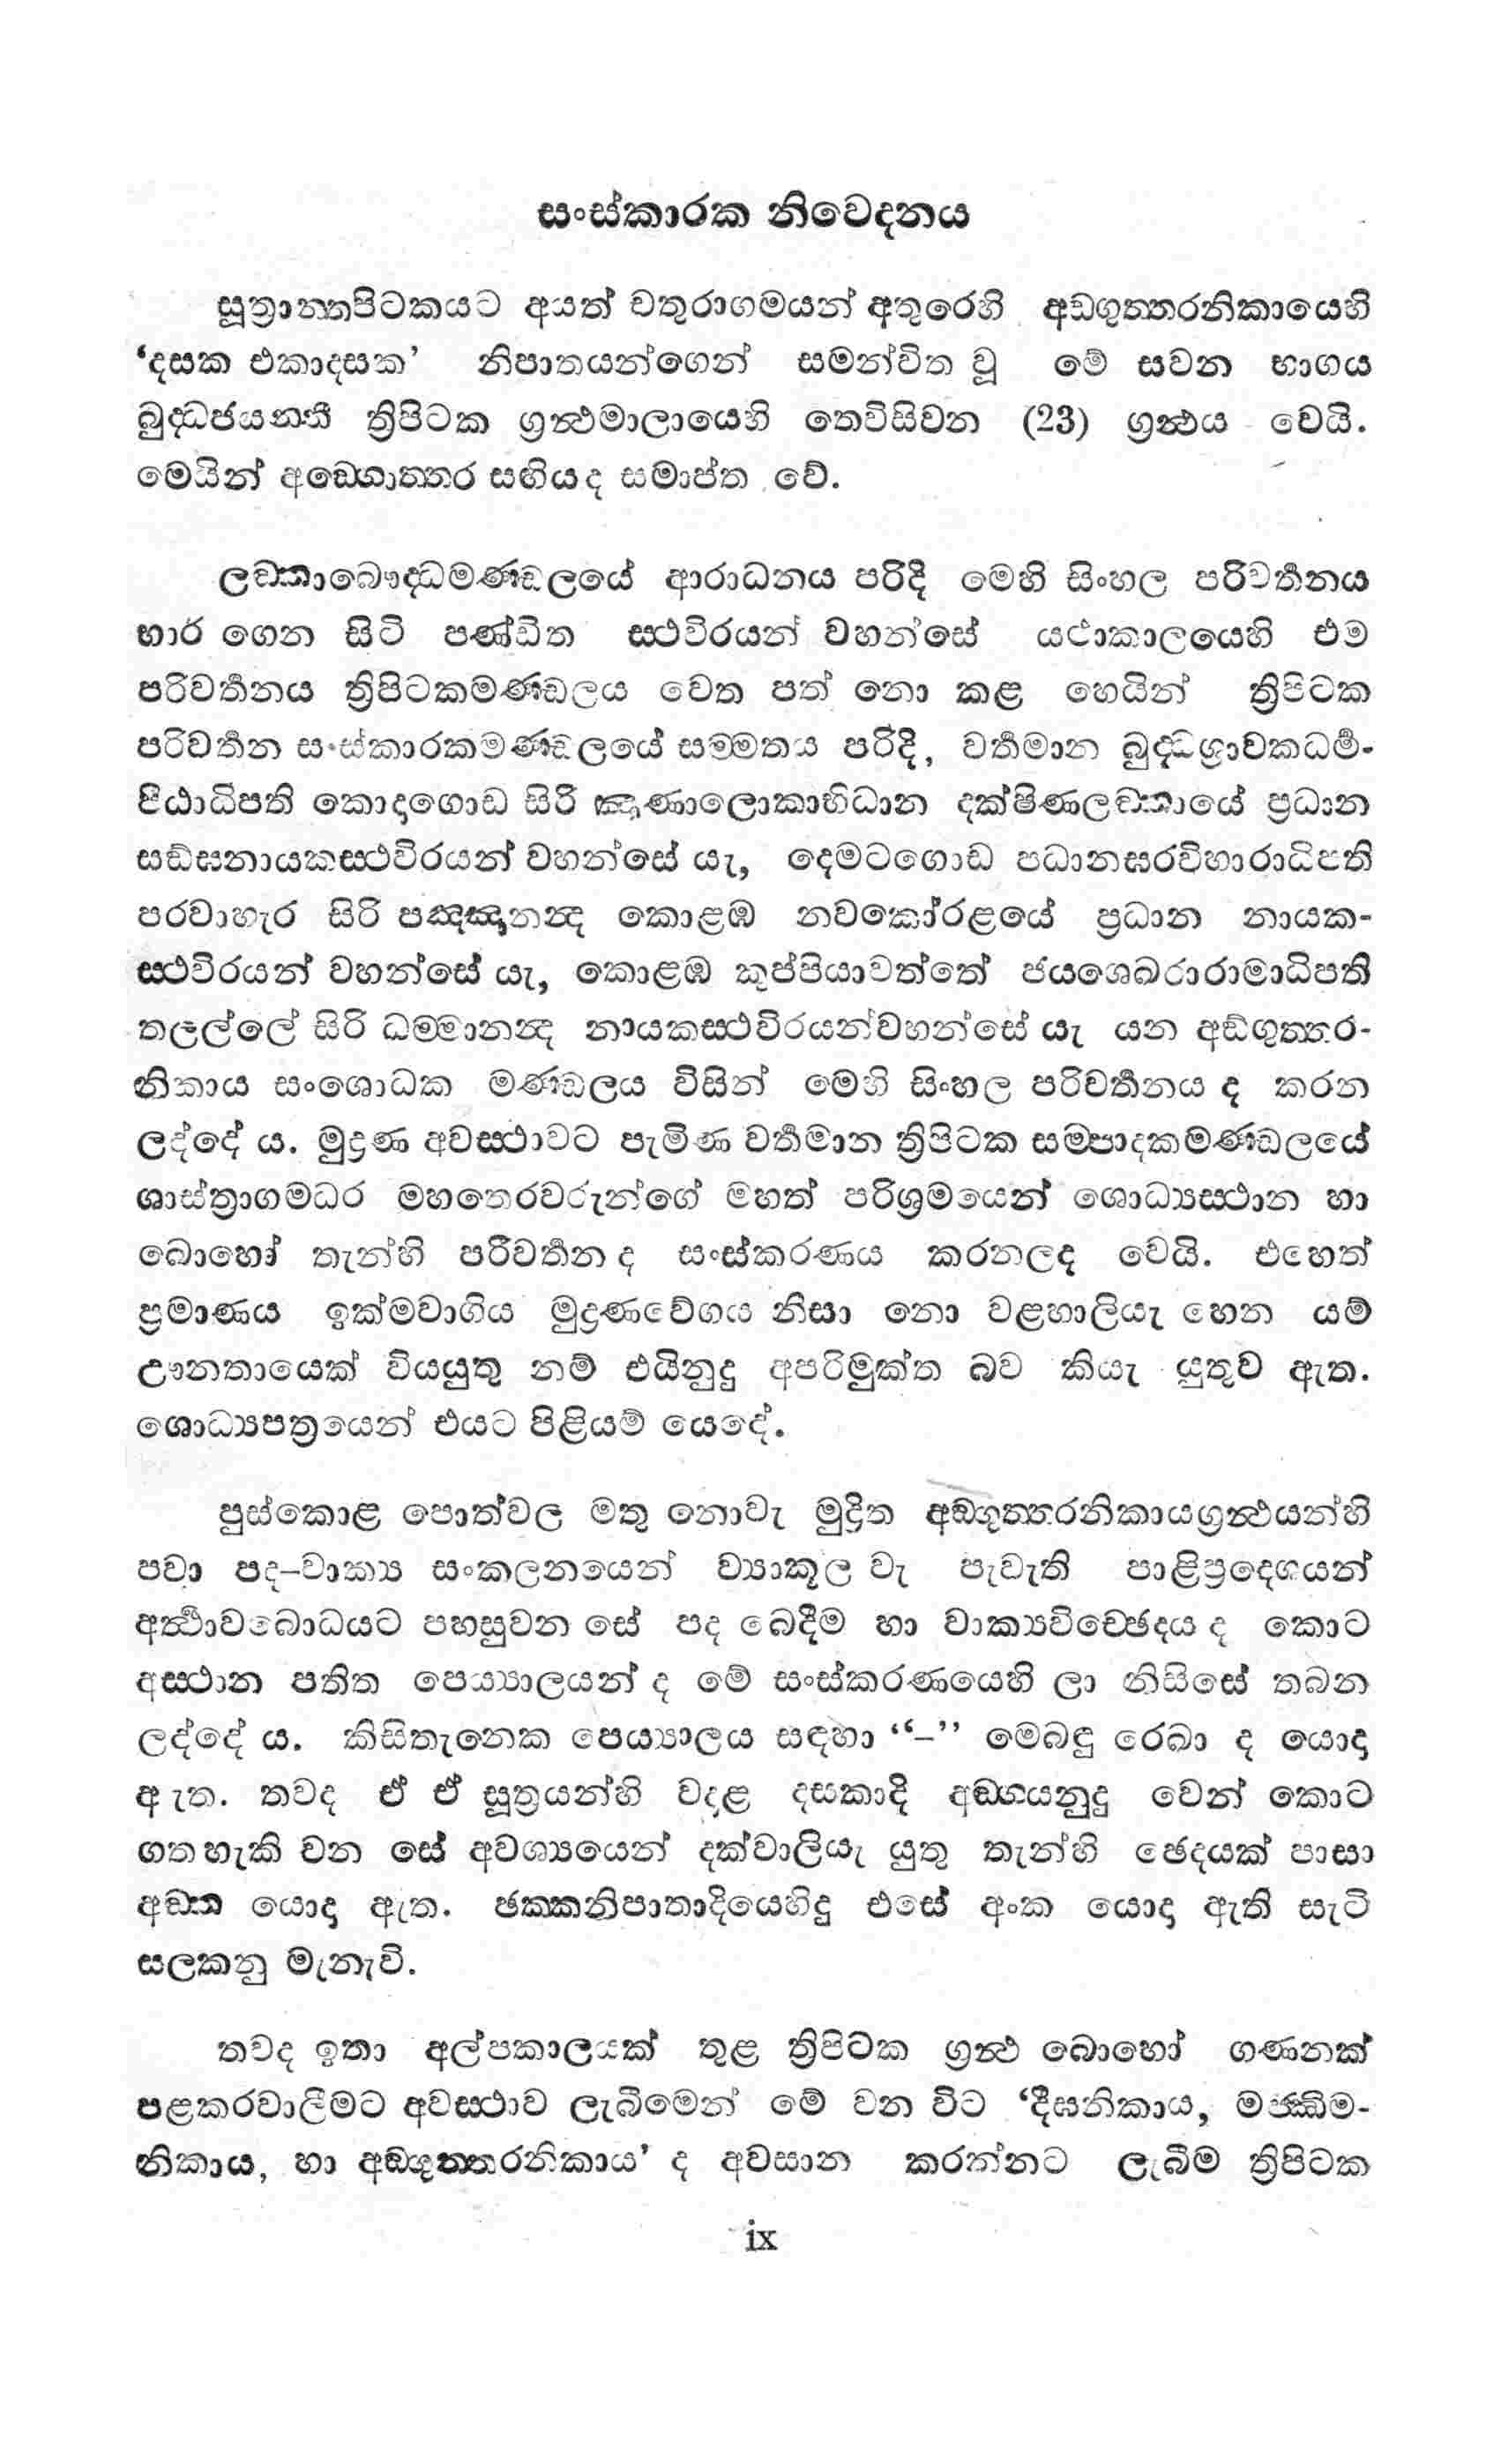 සංස්කාරක නිවෙදනය
සූත්‍රාන්තපිටකයට අයත් චතුරාගමයන් අතුරෙහි අඞ්ගුත්තරනිකායෙහි
‘දසක එකාදසක’ නිපාතයන්ගෙන් සමන්විත වූ මේ සවන භාගය
බුද්ධජයන්තී ත්‍රිපිටක ග්‍රන්ථමාලායෙහි තෙවිසිවන (23) ග්‍රන්ථය වෙයි.
මෙයින් අඞ්ගොත්තර සඟියද සමාප්ත වේ.
ලඞ්කාබෞද්ධමණ්ඩලයේ ආරාධනය පරිදි මෙහි සිංහල පරිවර්තනය
භාර ගෙන සිටි පණ්ඩිත ස්ථවිරයන් වහන්සේ යථාකාලයෙහි එම
පරිවර්තනය ත්‍රිපිටකමණ්ඩලය වෙත පත් නො කළ හෙයින් ත්‍රිපිටක
පරිවර්තන සංස්කාරකමණ්ඩලයේ සම්මතය පරිදි, වර්තමාන බුද්ධශ්‍රාවකධර්ම-
පීඨාධිපති කොදාගොඩ සිරි ඤාණාලොකාභිධාන දක්ෂිණලඞ්කායේ ප්‍රධාන
සඞ්ඝනායකස්ථවිරයන් වහන්සේ යැ, දෙමටගොඩ පධානඝරවිහාරාධිපති
පරවාහැර සිරි පඤ්ඤානන්ද කොළඹ නවකෝරළයේ ප්‍රධාන නායක-
ස්ථවිරයන් වහන්සේ යැ, කොළඹ කුප්පියාවත්තේ ජයශෙඛරාරාමාධිපති
තලල්ලේ සිරි ධම්මානන්ද නායකස්ථවිරයන්වහන්සේ යැ යන අඞ්ගුත්තර-
නිකාය සංශොධක මණ්ඩලය විසින් මෙහි සිංහල පරිවර්තනය ද කරන
ලද්දේ ය. මුද්‍රණ අවස්ථාවට පැමිණ වර්තමාන ත්‍රිපිටක සම්පාදකමණ්ඩලයේ
ශාස්ත්‍රාගමධර මහතෙරවරුන්ගේ මහත් පරිශ්‍රමයෙන් ශොධ්‍යස්ථාන හා
බොහෝ තැන්හි පරිවර්තන ද සංස්කරණය කරනලද වෙයි. එහෙත්
ප්‍රමාණය ඉක්මවාගිය මුද්‍රණවේගය නිසා නො වළහාලියැ හෙන යම්
ඌනතායෙක් වියයුතු නම් එයිනුදු අපරිමුක්ත බව කියැ යුතුව ඇත.
ශොධ්‍යපත්‍රයෙන් එයට පිළියම් යෙදේ.
පුස්කොළ පොත්වල මතු නොවැ මුද්‍රිත අඞ්ගුත්තරනිකායග්‍රන්ථයන්හි
පවා පද–වාක්‍ය සංකලනයෙන් ව්‍යාකූල වැ පැවැති පාළිප්‍රදෙශයන්
අර්ථාවබොධයට පහසුවන සේ පද බෙදීම හා වාක්‍යවිච්ඡෙදය ද කොට
අස්ථාන පතිත පෙය්‍යාලයන් ද මේ සංස්කරණයෙහි ලා නිසිසේ තබන
ලද්දේ ය. කිසිතැනෙක පෙය්‍යාලය සඳහා “–” මෙබඳු රෙඛා ද යොදා
ඇත. තවද ඒ ඒ සූත්‍රයන්හි වදාළ දසකාදි අඞ්ගයනුදු වෙන් කොට
ගත හැකි වන සේ අවශ්‍යයෙන් දක්වාලියැ යුතු තැන්හි ඡෙදයක් පාසා
අඞ්ක යොදා ඇත. ඡක්කනිපාතාදියෙහිදු එසේ අංක යොදා ඇති සැටි
සලකනු මැනැවි.
තවද ඉතා අල්පකාලයක් තුළ ත්‍රිපිටක ග්‍රන්ථ බොහෝ ගණනක්
පළකරවාලීමට අවස්ථාව ලැබීමෙන් මේ වන විට ‘දීඝනිකාය, මජ්ඣිම-
නිකාය, හා අඞ්ගුත්තරනිකාය’ ද අවසාන කරන්නට ලැබීම ත්‍රිපිටක
ix